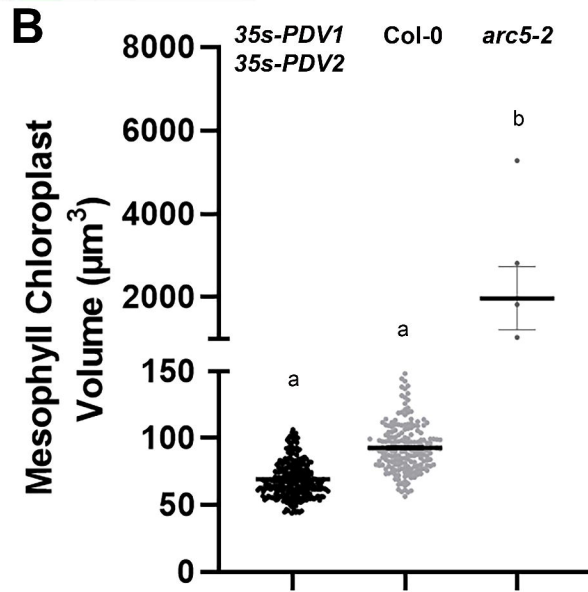 B
35s-PDV1
35s-PDV2
Col-0
arc5-2
Mesophyll Chloroplast
Volume (µm³)
8000
6000
4000
2000
150
100
50
0
a
a
b